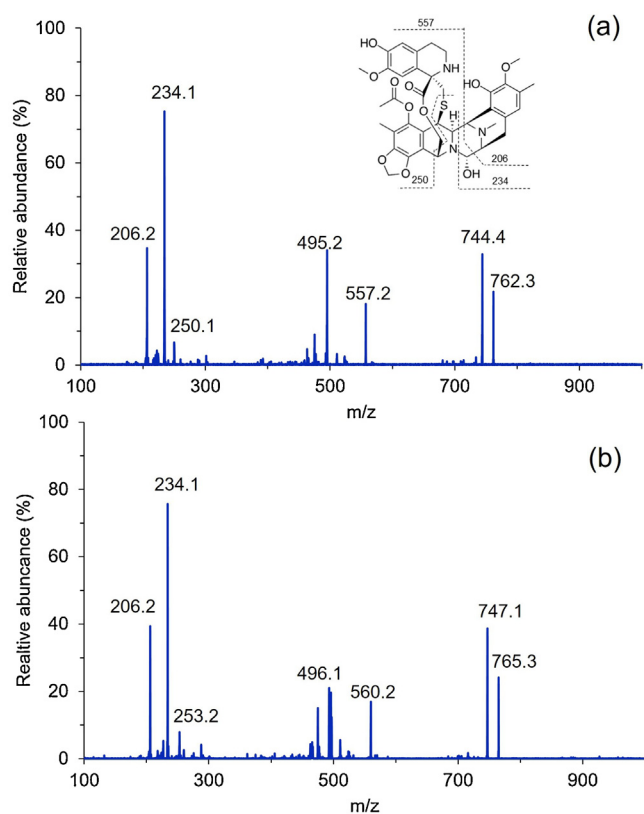 (a)
Relative abundance (%)
100
80
60
40
20
0
206.2
234.1
250.1
495.2
557.2
744.4
762.3
557
HO
O
NH
O
O
S
H
O
O
HO
O
N
N
O
O
OH
250
206
234
100
300
500
700
900
m/z
(b)
Realtive abuncance (%)
100
80
60
40
20
0
206.2
234.1
253.2
496.1
560.2
747.1
765.3
100
300
500
700
900
m/z